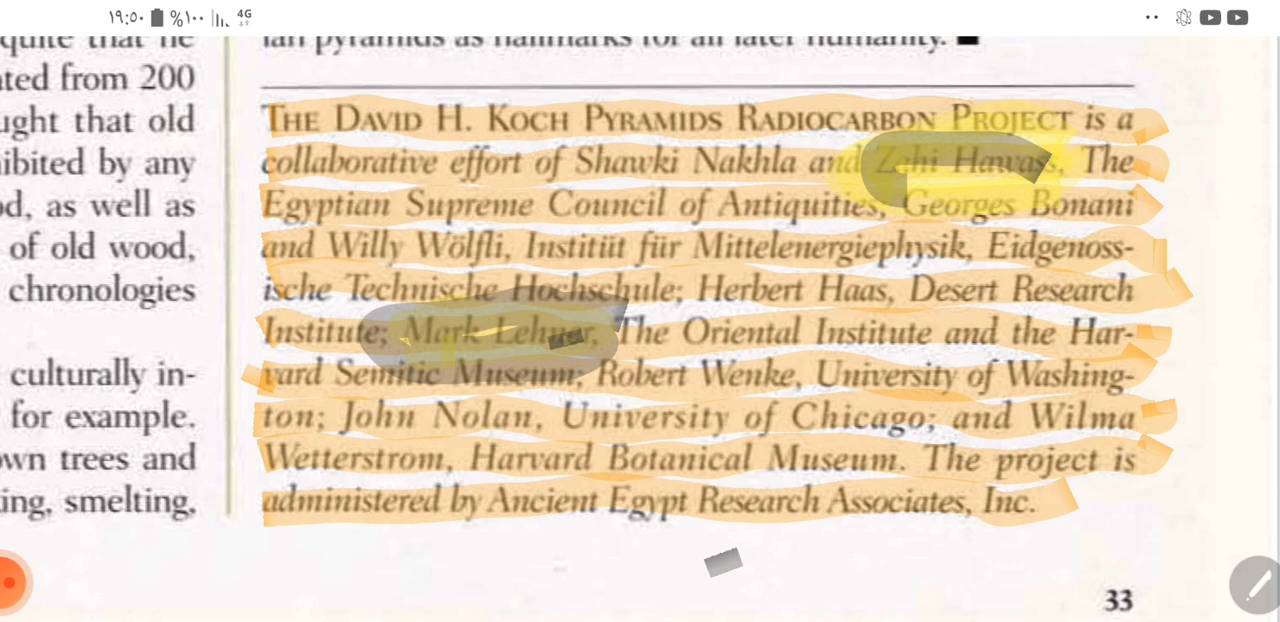 ١٩:٥٠ %١٠٠ 4G
quite that he
ated from 200
ught that old
ibited by any
od, as well as
of old wood,
chronologies
culturally in-
for example.
own trees and
ing, smelting,
ian pyramids as hallmarks for all later humanity.
THE DAVID H. KOCH PYRAMIDS RADIOCARBON PROJECT is a
collaborative effort of Shawki Nakhla and Zahi Hawass, The
Egyptian Supreme Council of Antiquities, Georges Bonani
and Willy Wölfli, Institüt für Mittelenergiephysik, Eidgenoss-
ische Technische Hochschule; Herbert Haas, Desert Research
Institute; Mark Lehner, The Oriental Institute and the Har-
vard Semitic Museum, Robert Wenke, University of Washing-
ton; John Nolan, University of Chicago; and Wilma
Wetterstrom, Harvard Botanical Museum. The project is
administered by Ancient Egypt Research Associates, Inc.
33